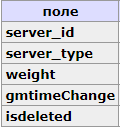 поле
server_id
server_type
weight
gmtimeChange
isdeleted